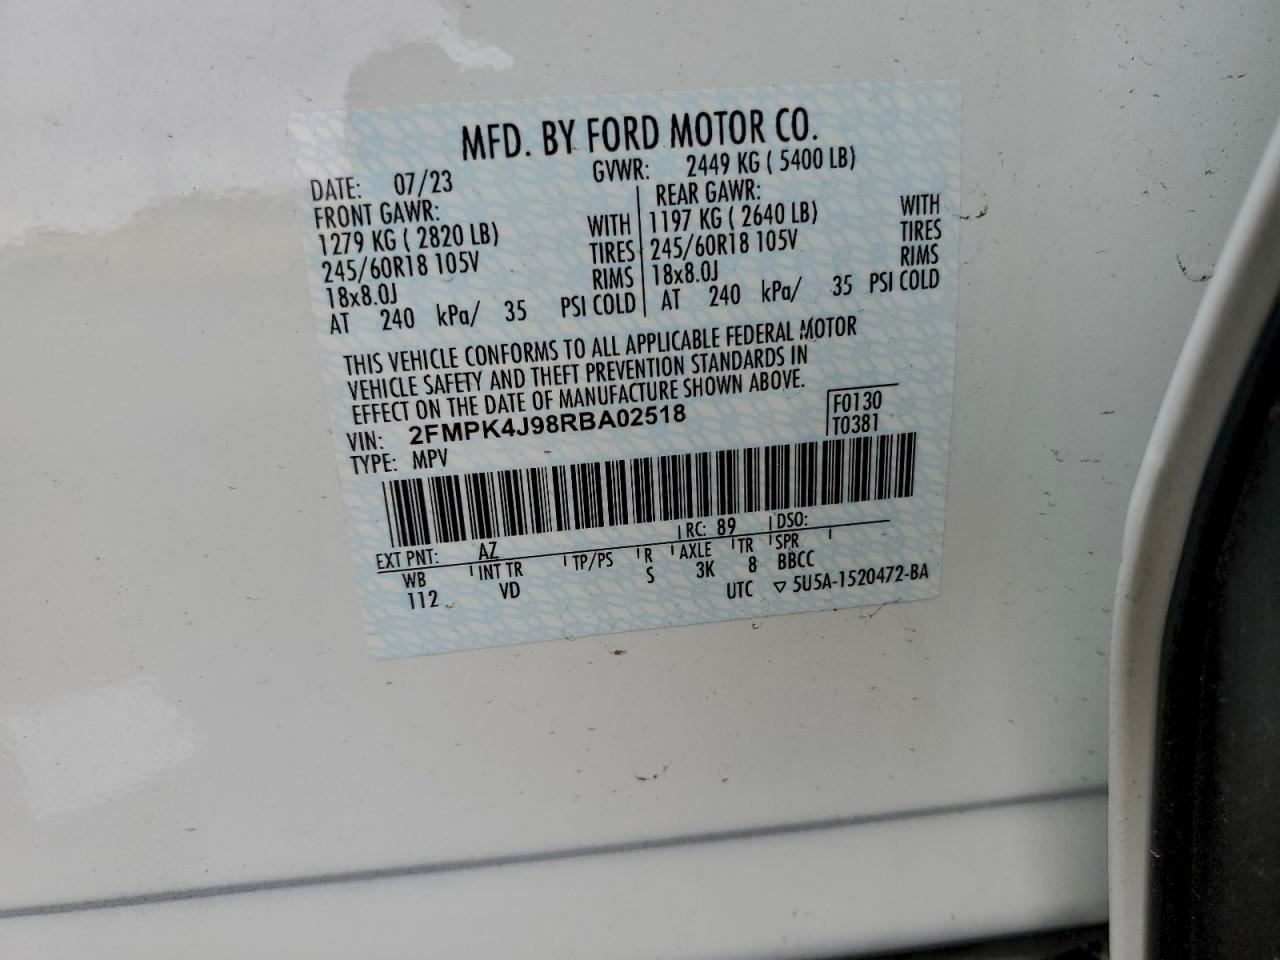 MFD. BY FORD MOTOR CO.
DATE: 07/23 GVWR: 2449 KG ( 5400 LB)
FRONT GAWR: REAR GAWR:
1279 KG ( 2820 LB) WITH 1197 KG ( 2640 LB) WITH
245/60R18 105V TIRES 245/60R18 105V TIRES
18x8.0J RIMS 18x8.0J RIMS
AT 240 kPa/ 35 PSI COLD AT 240 kPa/ 35 PSI COLD
THIS VEHICLE CONFORMS TO ALL APPLICABLE FEDERAL MOTOR
VEHICLE SAFETY AND THEFT PREVENTION STANDARDS IN
EFFECT ON THE DATE OF MANUFACTURE SHOWN ABOVE.
VIN: 2FMPK4J98RBA02518 F0130
TYPE: MPV T0381
EXT PNT: AZ RC: 89 DSO:
WB INT TR TP/PS R AXLE TR SPR
112 VD S 3K 8 BBCC
UTC ▽ 5U5A-1520472-BA